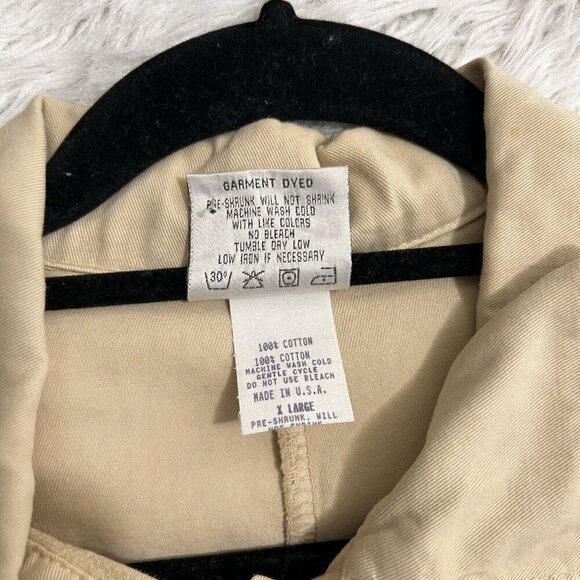 GARMENT DYED
PRE-SHRUNK WILL NOT SHRINK
MACHINE WASH COLD
WITH LIKE COLORS
NO BLEACH
TUMBLE DRY LOW
LOW IRON IF NECESSARY
30°
100% COTTON
100% COTTON
MACHINE WASH COLD
GENTLE CYCLE
DO NOT USE BLEACH
MADE IN U.S.A.
X LARGE
PRE-SHRUNK. WILL
NOT SHRINK